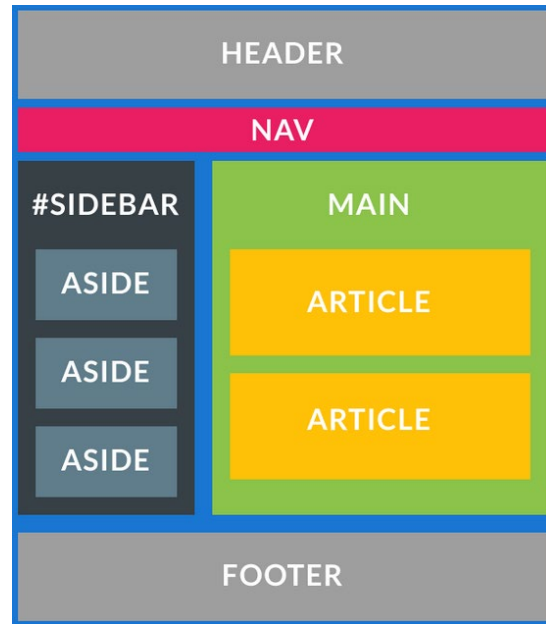 HEADER
NAV
#SIDEBAR
ASIDE
ASIDE
ASIDE
MAIN
ARTICLE
ARTICLE
FOOTER